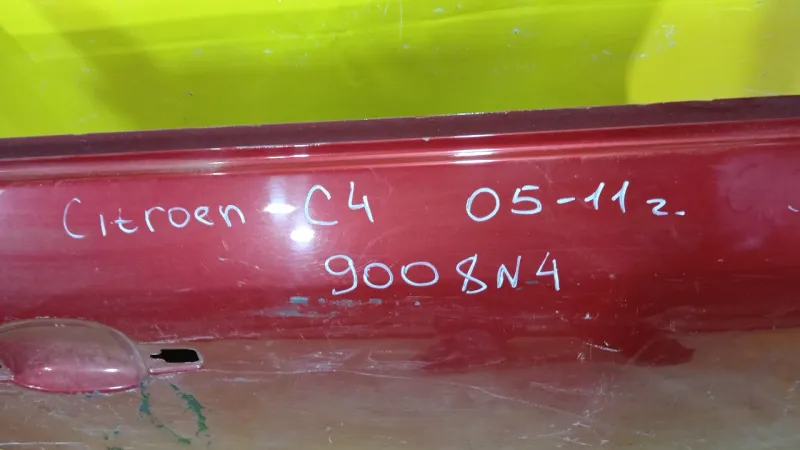 Citroen - C4 05-11г.
9008N4